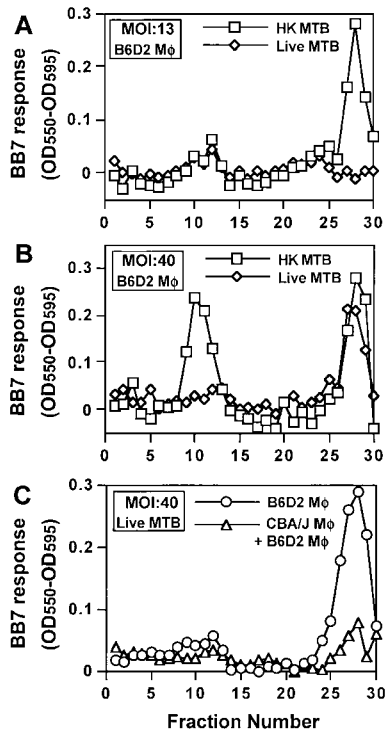 A
MOI:13
B6D2 MΦ
HK MTB
Live MTB
BB7 response
(OD550-OD595)
0.3
0.2
0.1
0
0 5 10 15 20 25 30
B
MOI:40
B6D2 MΦ
HK MTB
Live MTB
BB7 response
(OD550-OD595)
0.3
0.2
0.1
0
0 5 10 15 20 25 30
C
MOI:40
Live MTB
B6D2 MΦ
CBA/J MΦ
+ B6D2 MΦ
BB7 response
(OD550-OD595)
0.3
0.2
0.1
0
0 5 10 15 20 25 30
Fraction Number